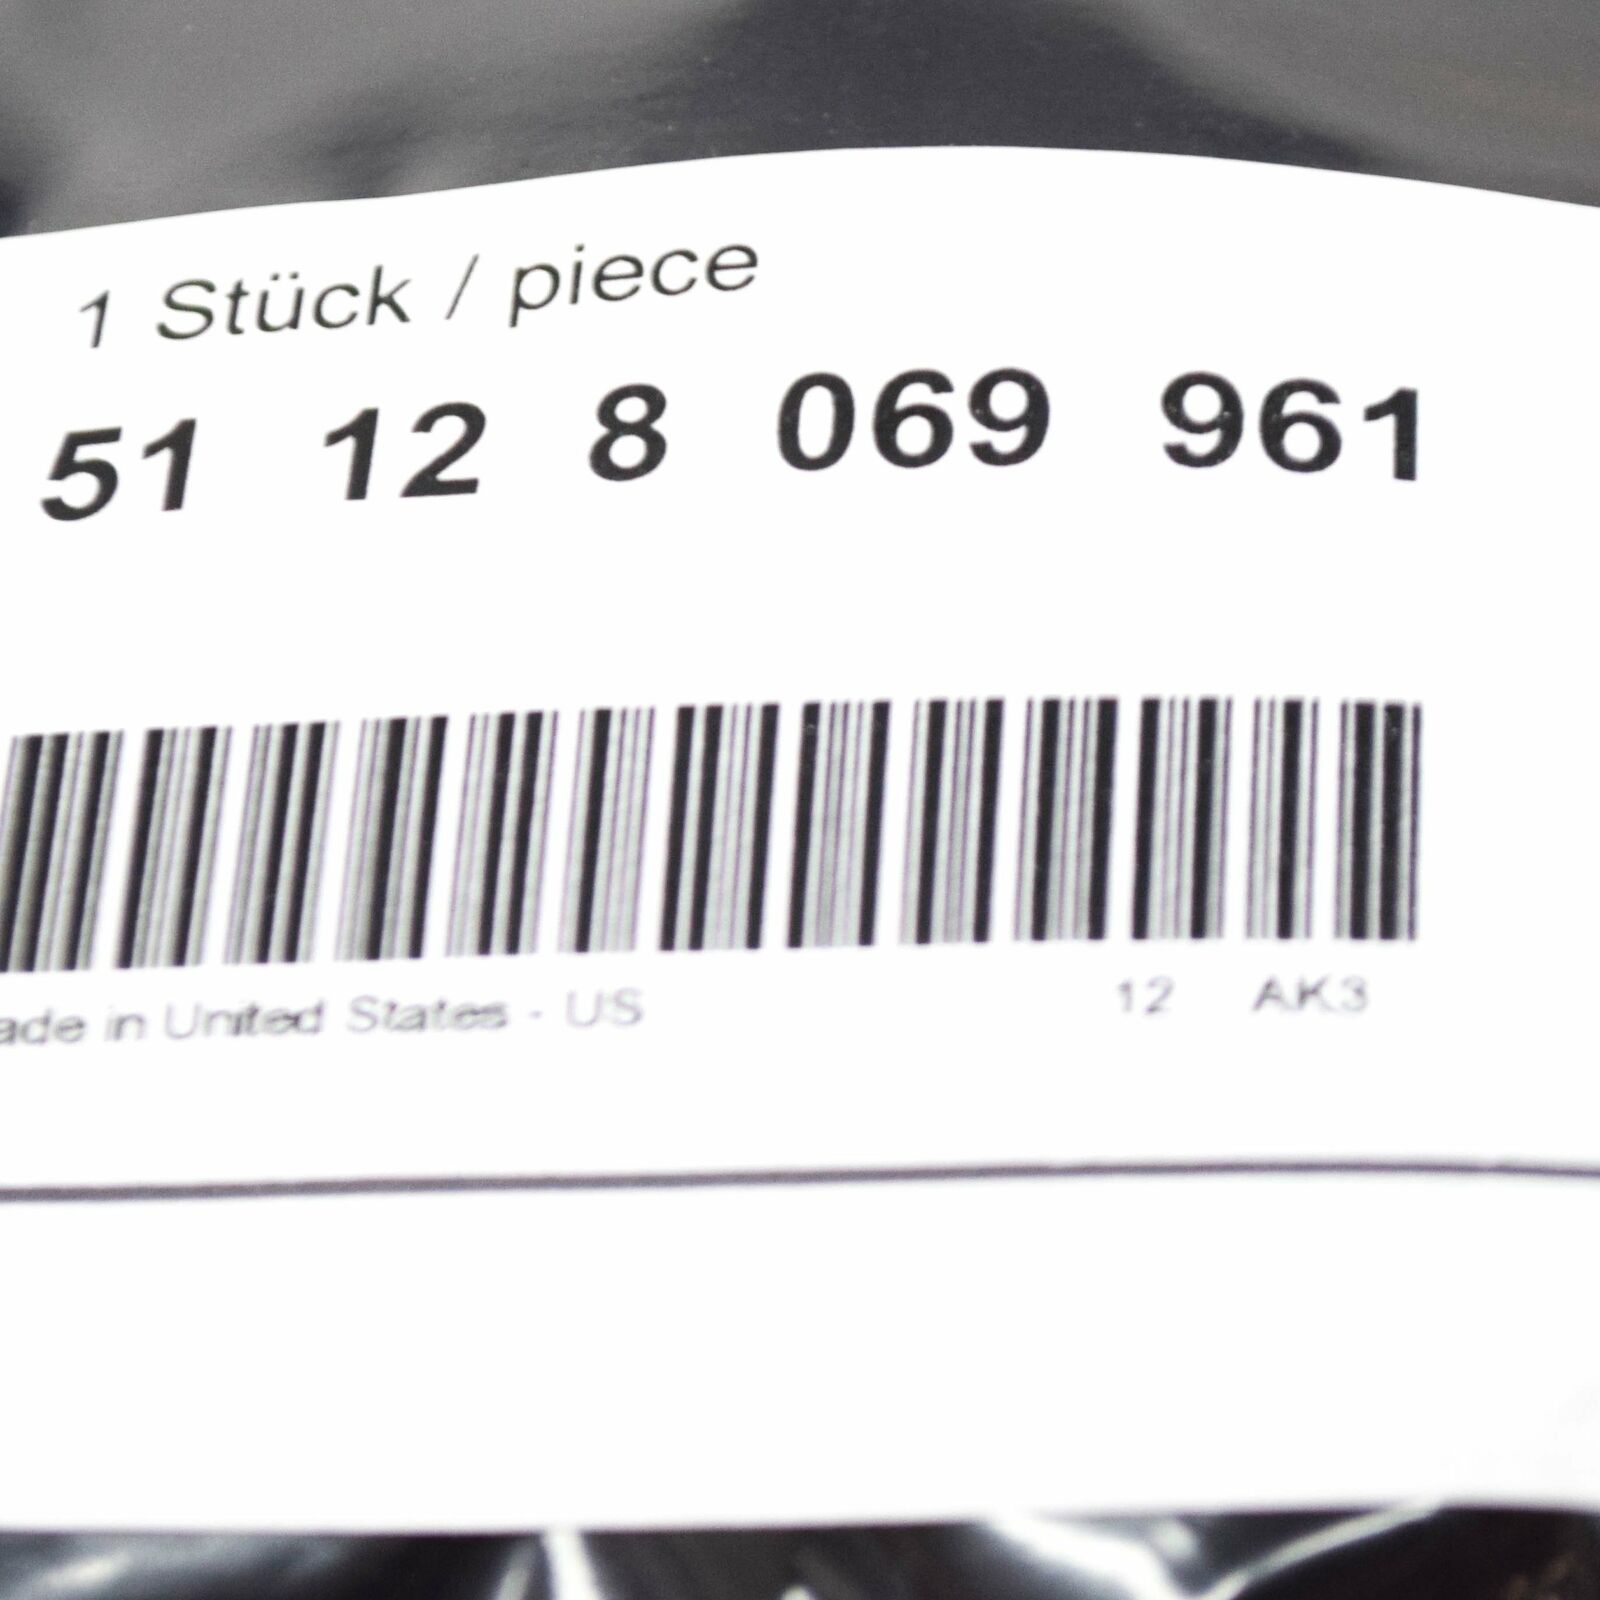 1 Stück / piece
51 12 8 069 961
ade in United States - US 12 AK3